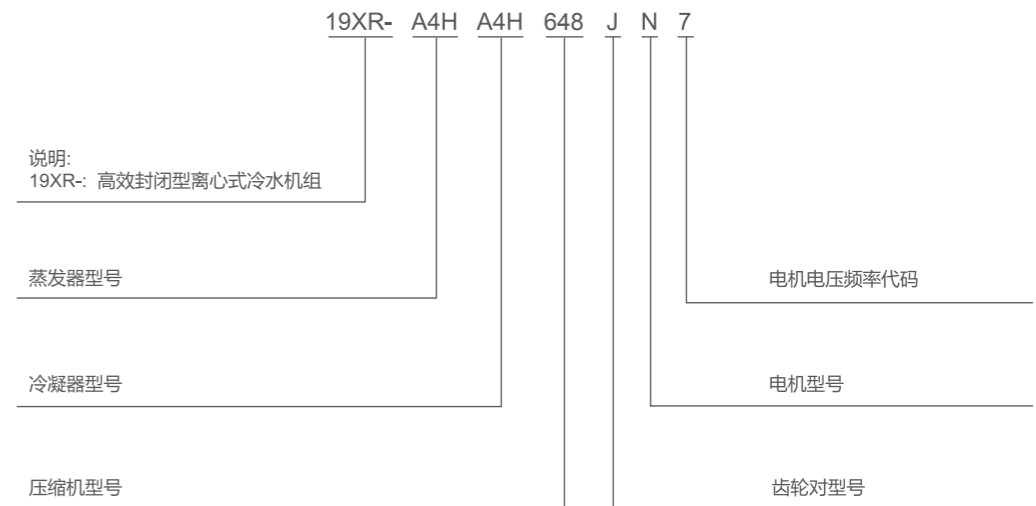 19XR- A4H A4H 648 J N 7
说明:
19XR-: 高效封闭型离心式冷水机组
蒸发器型号
电机电压频率代码
冷凝器型号
电机型号
压缩机型号
齿轮对型号